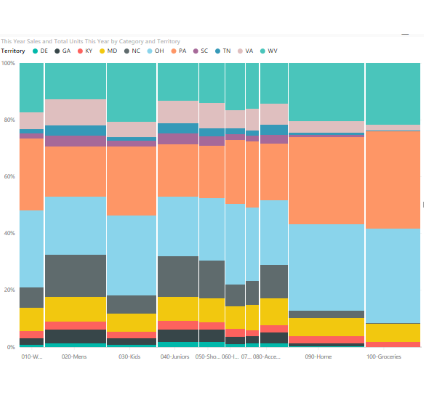 This Year Sales and Total Units This Year by Category and Territory
Territory DE GA KY MD NC OH PA SC TN VA WV
100%
80%
60%
40%
20%
0%
010-W... 020-Mens 030-Kids 040-Juniors 050-Sho... 060-I... 07... 080-Acce... 090-Home 100-Groceries